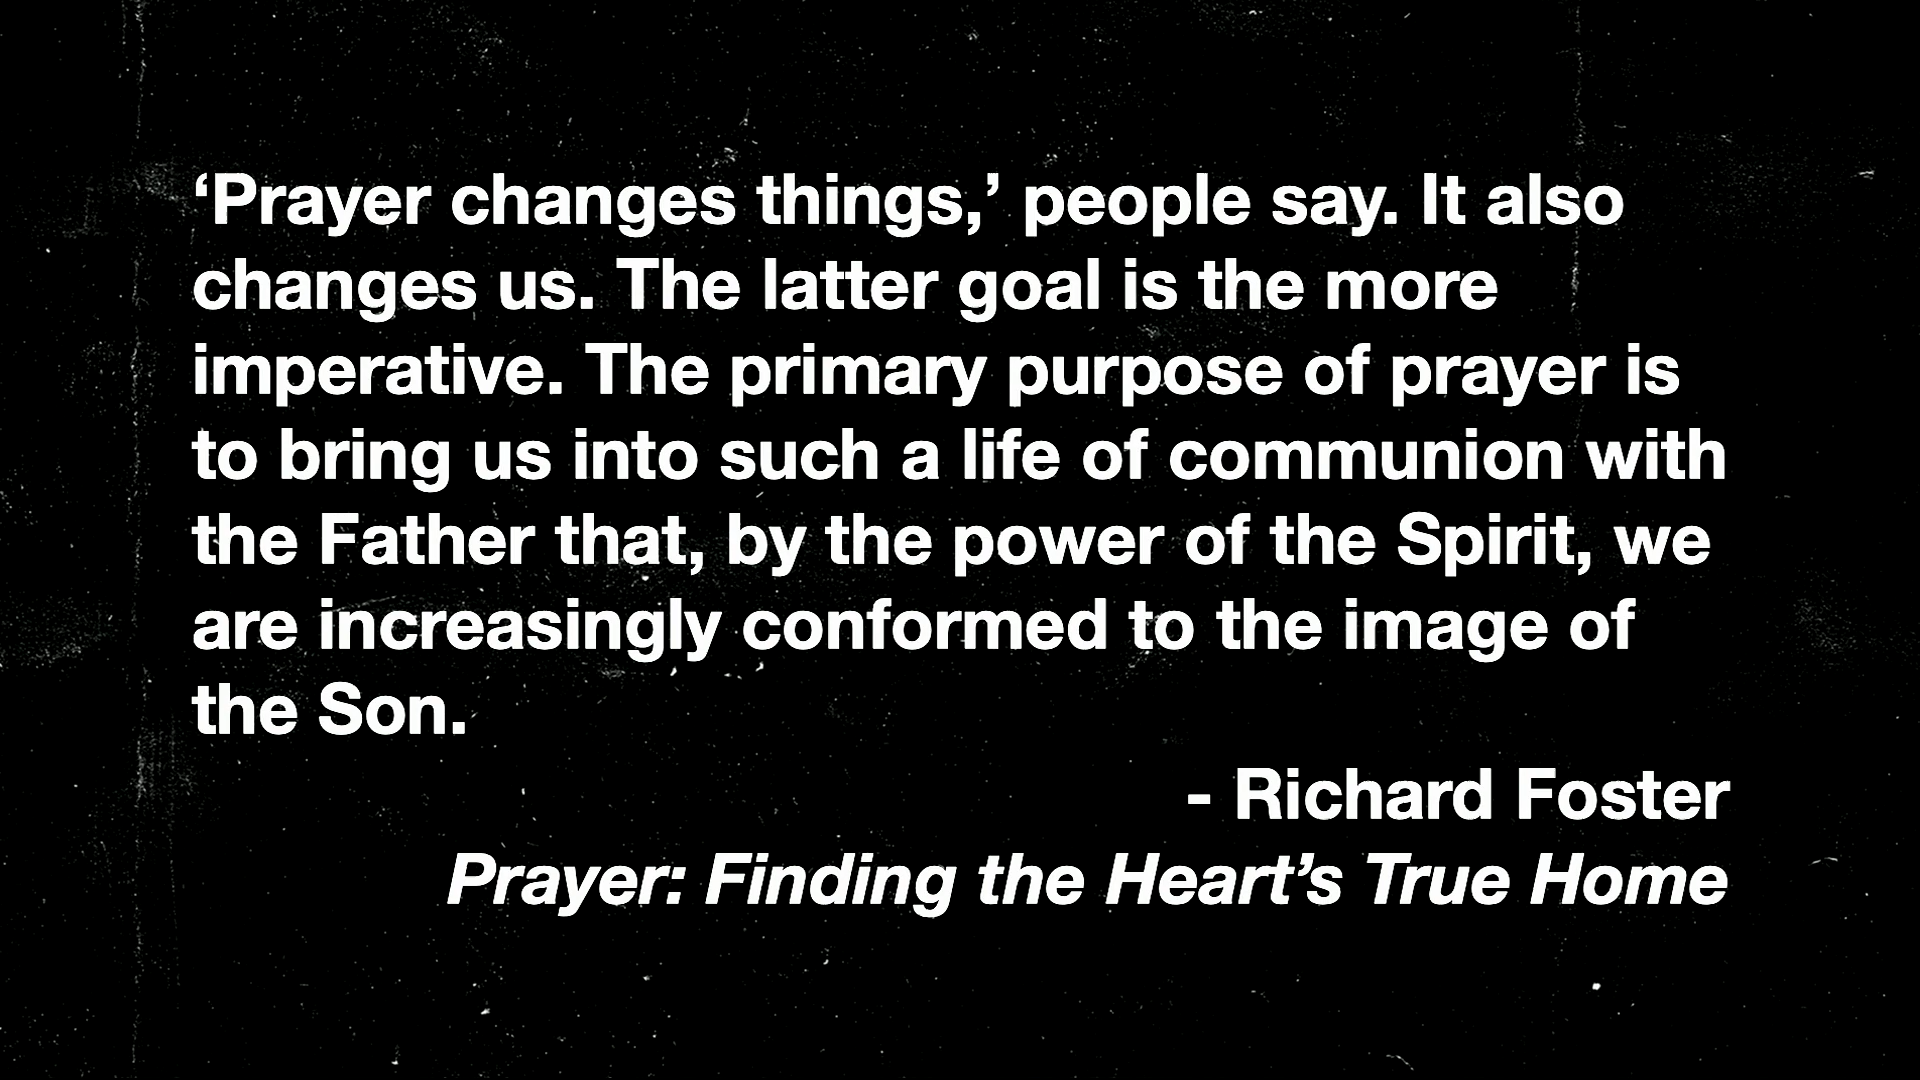 ‘Prayer changes things,’ people say. It also
changes us. The latter goal is the more
imperative. The primary purpose of prayer is
to bring us into such a life of communion with
the Father that, by the power of the Spirit, we
are increasingly conformed to the image of
the Son.
- Richard Foster
Prayer: Finding the Heart’s True Home